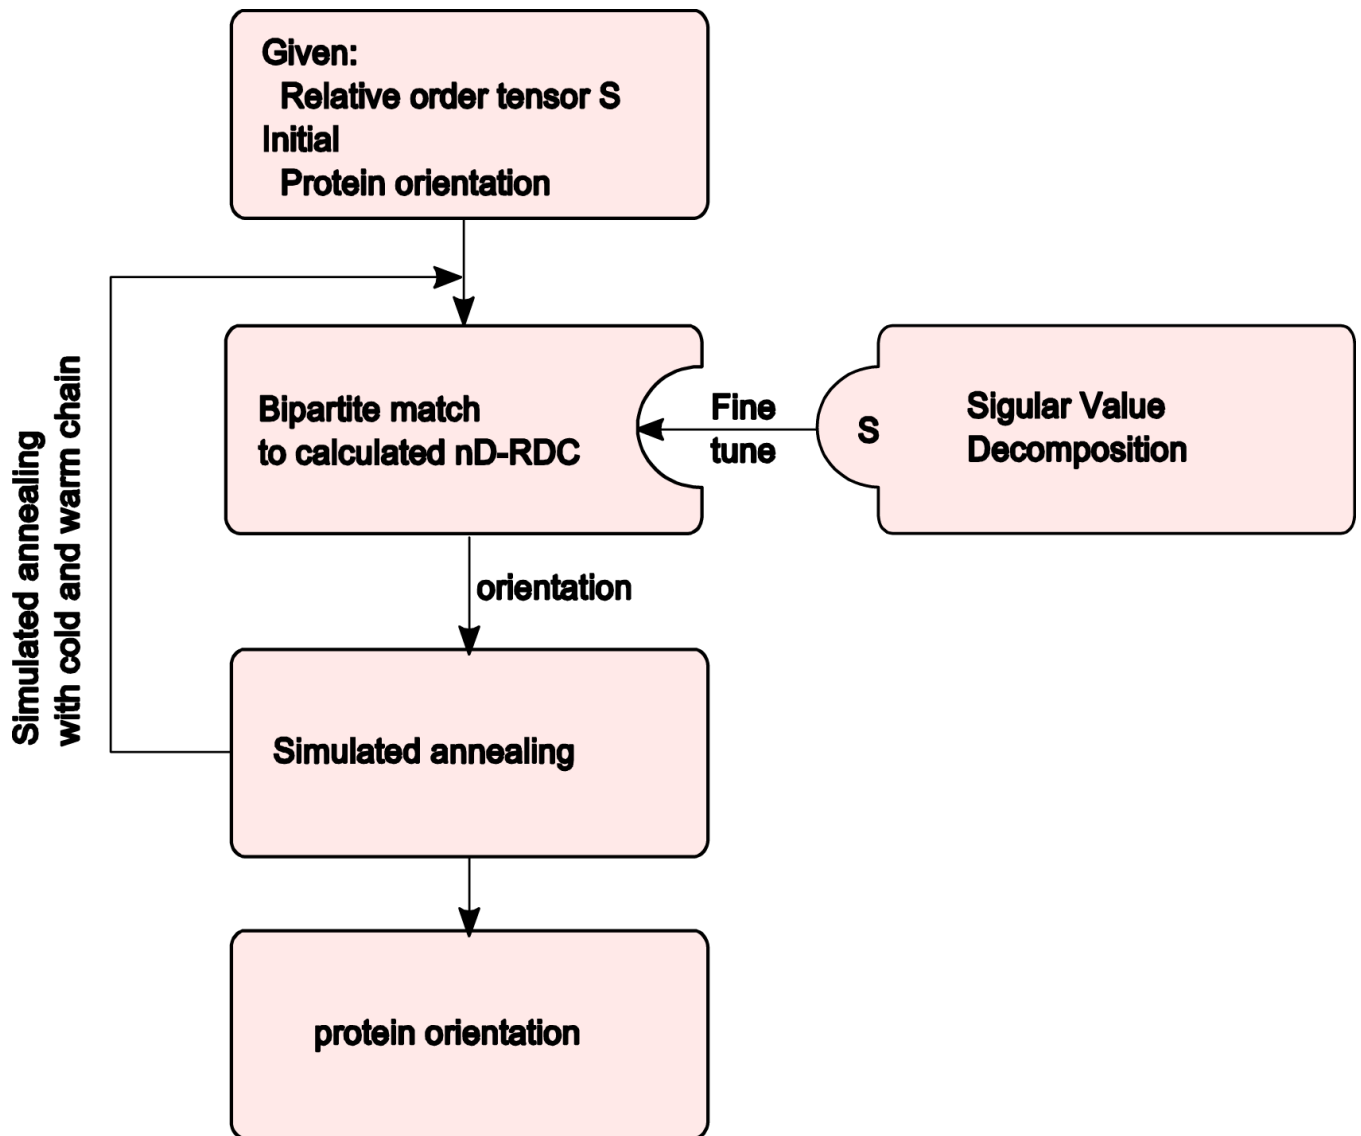 Given:
Relative order tensor S
Initial
Protein orientation
Simulated annealing
with cold and warm chain
Bipartite match
to calculated nD-RDC
Fine
tune
S
Sigular Value
Decomposition
orientation
Simulated annealing
protein orientation